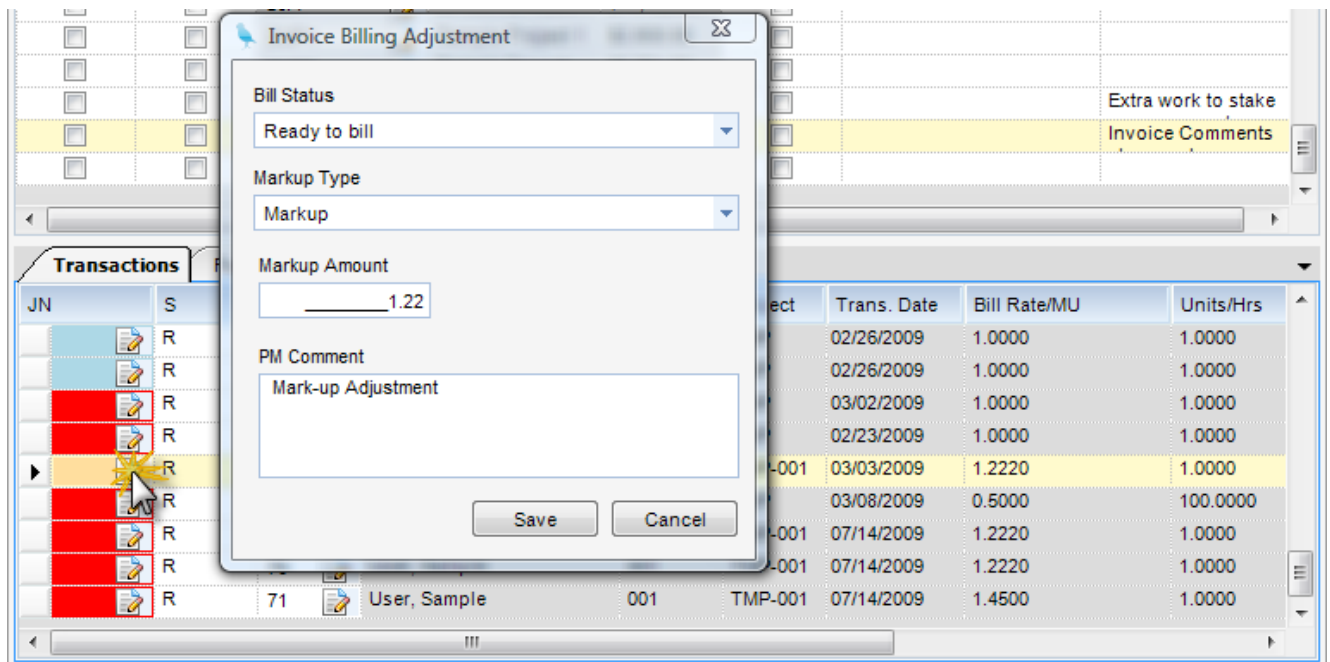 Invoice Billing Adjustment
Bill Status
Ready to bill
Markup Type
Markup
Markup Amount
________1.22
PM Comment
Mark-up Adjustment
Save Cancel
Extra work to stake
Invoice Comments
Transactions
JN S ect Trans. Date Bill Rate/MU Units/Hrs
R 02/26/2009 1.0000 1.0000
R 02/26/2009 1.0000 1.0000
R 03/02/2009 1.0000 1.0000
R 02/23/2009 1.0000 1.0000
R -001 03/03/2009 1.2220 1.0000
R 03/08/2009 0.5000 100.0000
R -001 07/14/2009 1.2220 1.0000
R -001 07/14/2009 1.2220 1.0000
R 71 User, Sample 001 TMP-001 07/14/2009 1.4500 1.0000